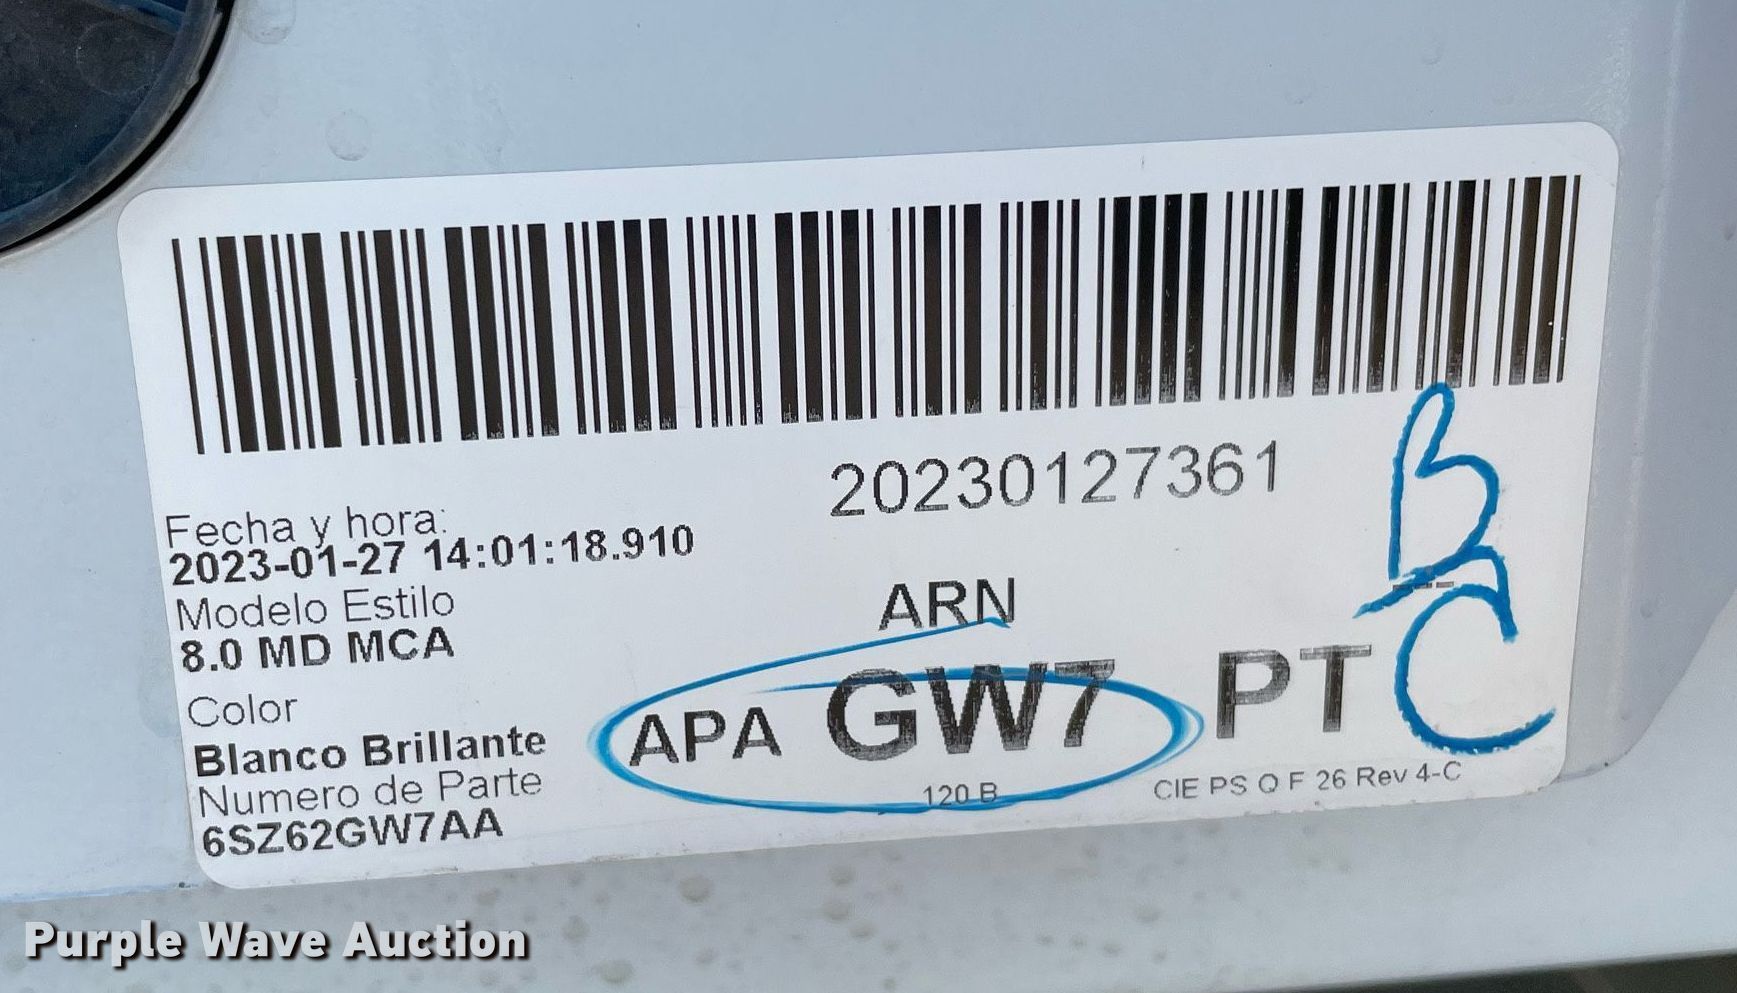 20230127361
Fecha y hora:
2023-01-27 14:01:18.910
Modelo Estilo
8.0 MD MCA
ARN
Color
Blanco Brillante
APA GW7 PT
B
C
Numero de Parte
6SZ62GW7AA
120 B
CIE PS O F 26 Rev 4-C
Purple Wave Auction